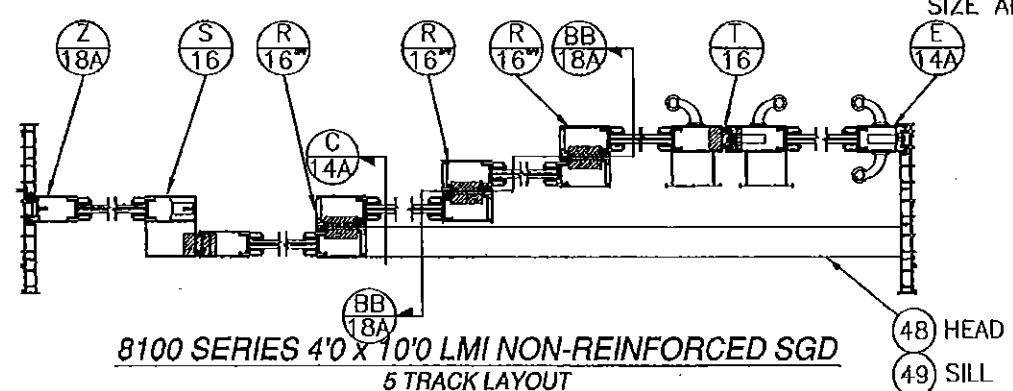 SIZE
Z S R R R BB T E
18A 16 16" 16" 16" 18A 16 14A
C
14A
BB
18A
48 HEAD
8100 SERIES 4'0 x 10'0 LMI NON-REINFORCED SGD
5 TRACK LAYOUT
49 SILL